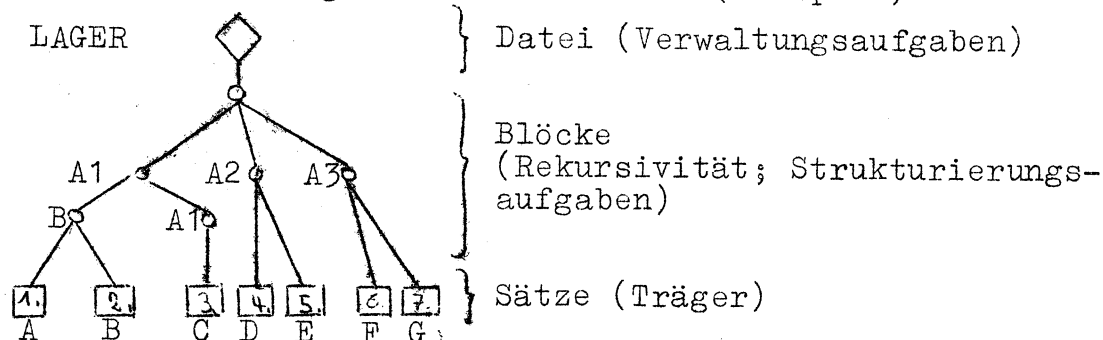 LAGER
Datei (Verwaltungsaufgaben)
Blöcke
(Rekursivität; Strukturierungs-
aufgaben)
A1 A2 A3
B A1
1. 2. 3. 4. 5. 6. 7.
Sätze (Träger)
A B C D E F G